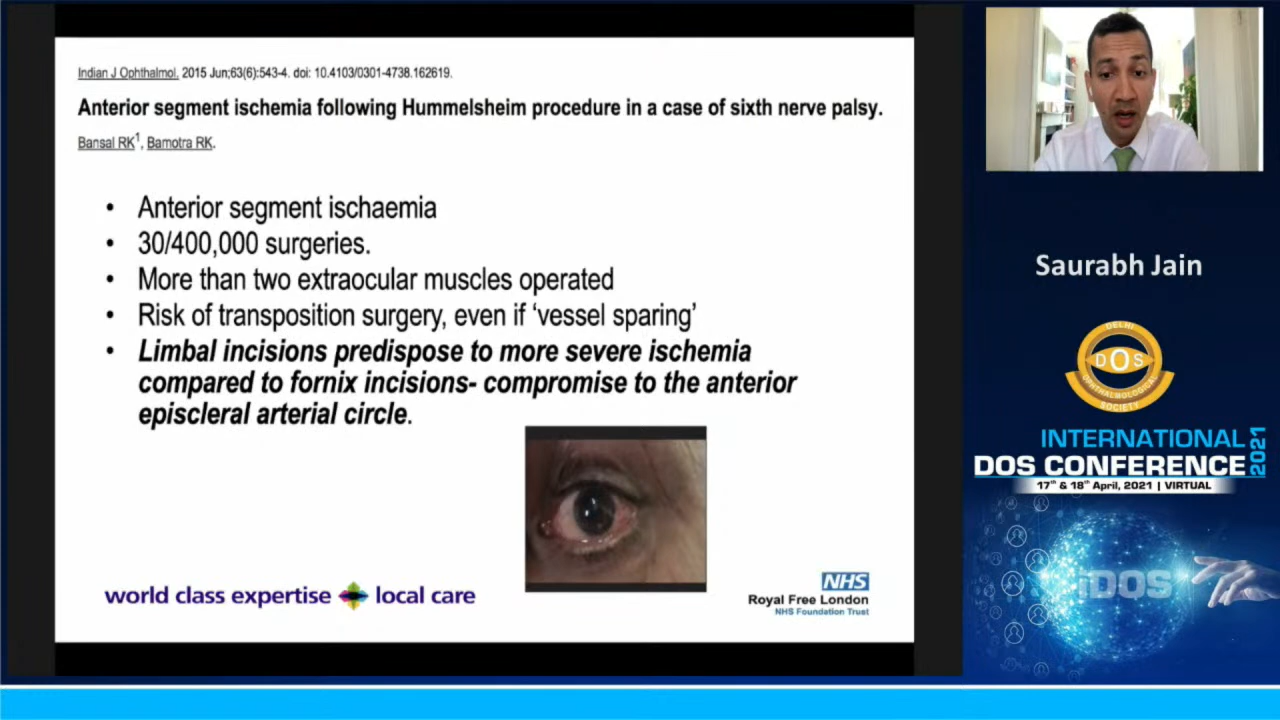 Indian J Ophthalmol. 2015 Jun;63(6):543-4. doi: 10.4103/0301-4738.162619.
Anterior segment ischemia following Hummelsheim procedure in a case of sixth nerve palsy.
Bansal RK1, Bamotra RK.
• Anterior segment ischaemia
• 30/400,000 surgeries.
• More than two extraocular muscles operated
• Risk of transposition surgery, even if ‘vessel sparing’
• Limbal incisions predispose to more severe ischemia
compared to fornix incisions- compromise to the anterior
episcleral arterial circle.
world class expertise local care
NHS
Royal Free London
NHS Foundation Trust
Saurabh Jain
DELHI
DOS
OPHTHALMOLOGICAL
SOCIETY
INTERNATIONAL
DOS CONFERENCE
2021
17th & 18th April, 2021 | VIRTUAL
iDOS